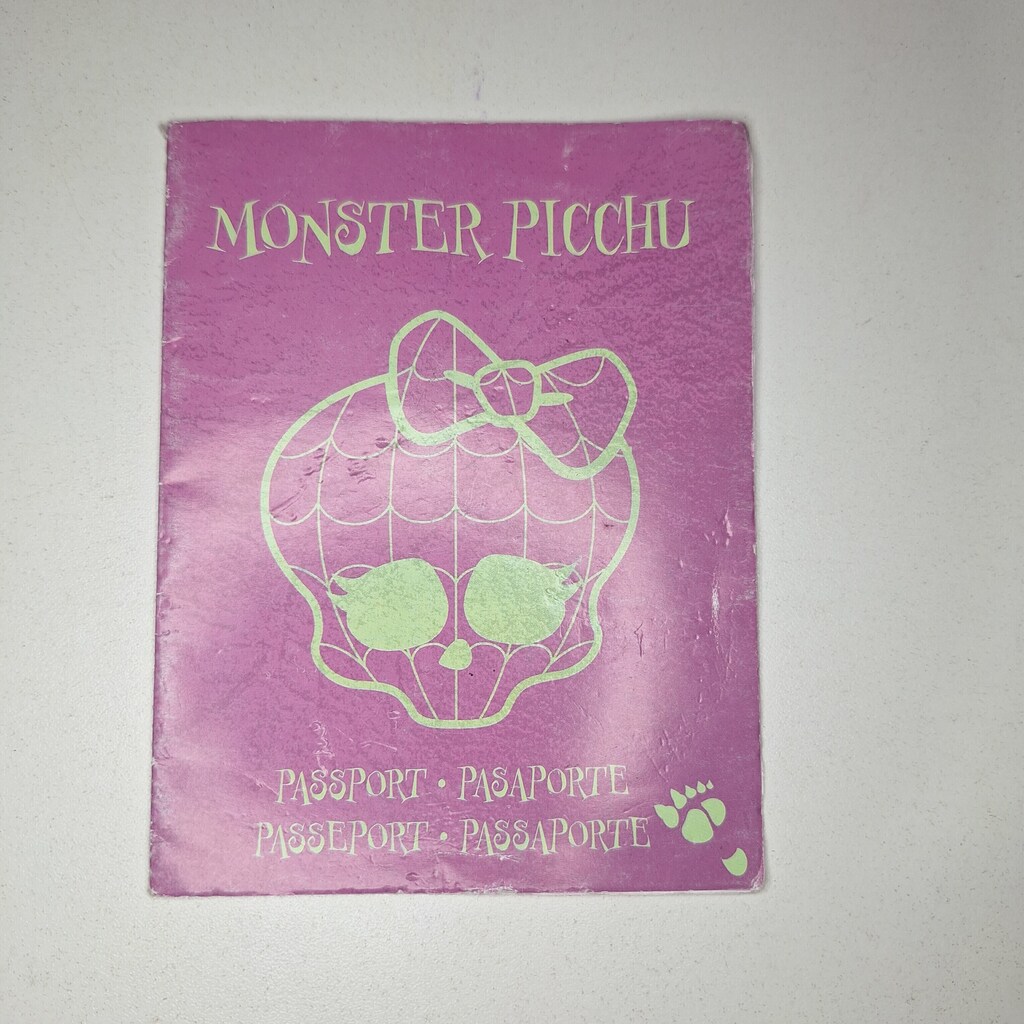 MONSTER PICCHU
PASSPORT • PASAPORTE
PASSEPORT • PASSAPORTE